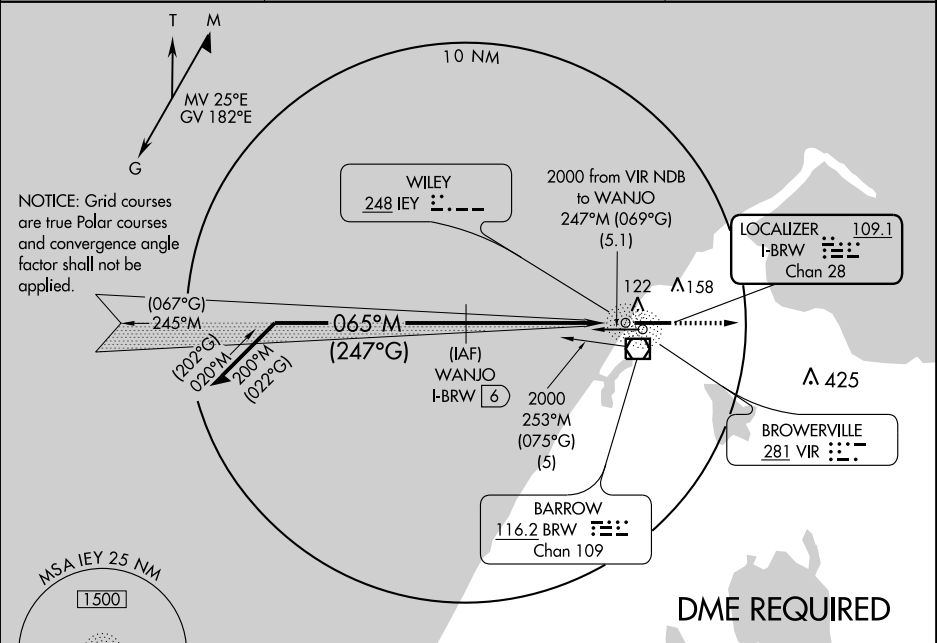 T M
MV 25°E
GV 182°E
G
NOTICE: Grid courses
are true Polar courses
and convergence angle
factor shall not be
applied.
10 NM
WILEY
248 IEY
2000 from VIR NDB
to WANJO
247°M (069°G)
(5.1)
LOCALIZER 109.1
I-BRW
Chan 28
122
158
(067°G)
245°M
065°M
(247°G)
(202°G)
020°M
200°M
(022°G)
(IAF)
WANJO
I-BRW 6
2000
253°M
(075°G)
(5)
425
BROWERVILLE
281 VIR
BARROW
116.2 BRW
Chan 109
MSA IEY 25 NM
1500
DME REQUIRED